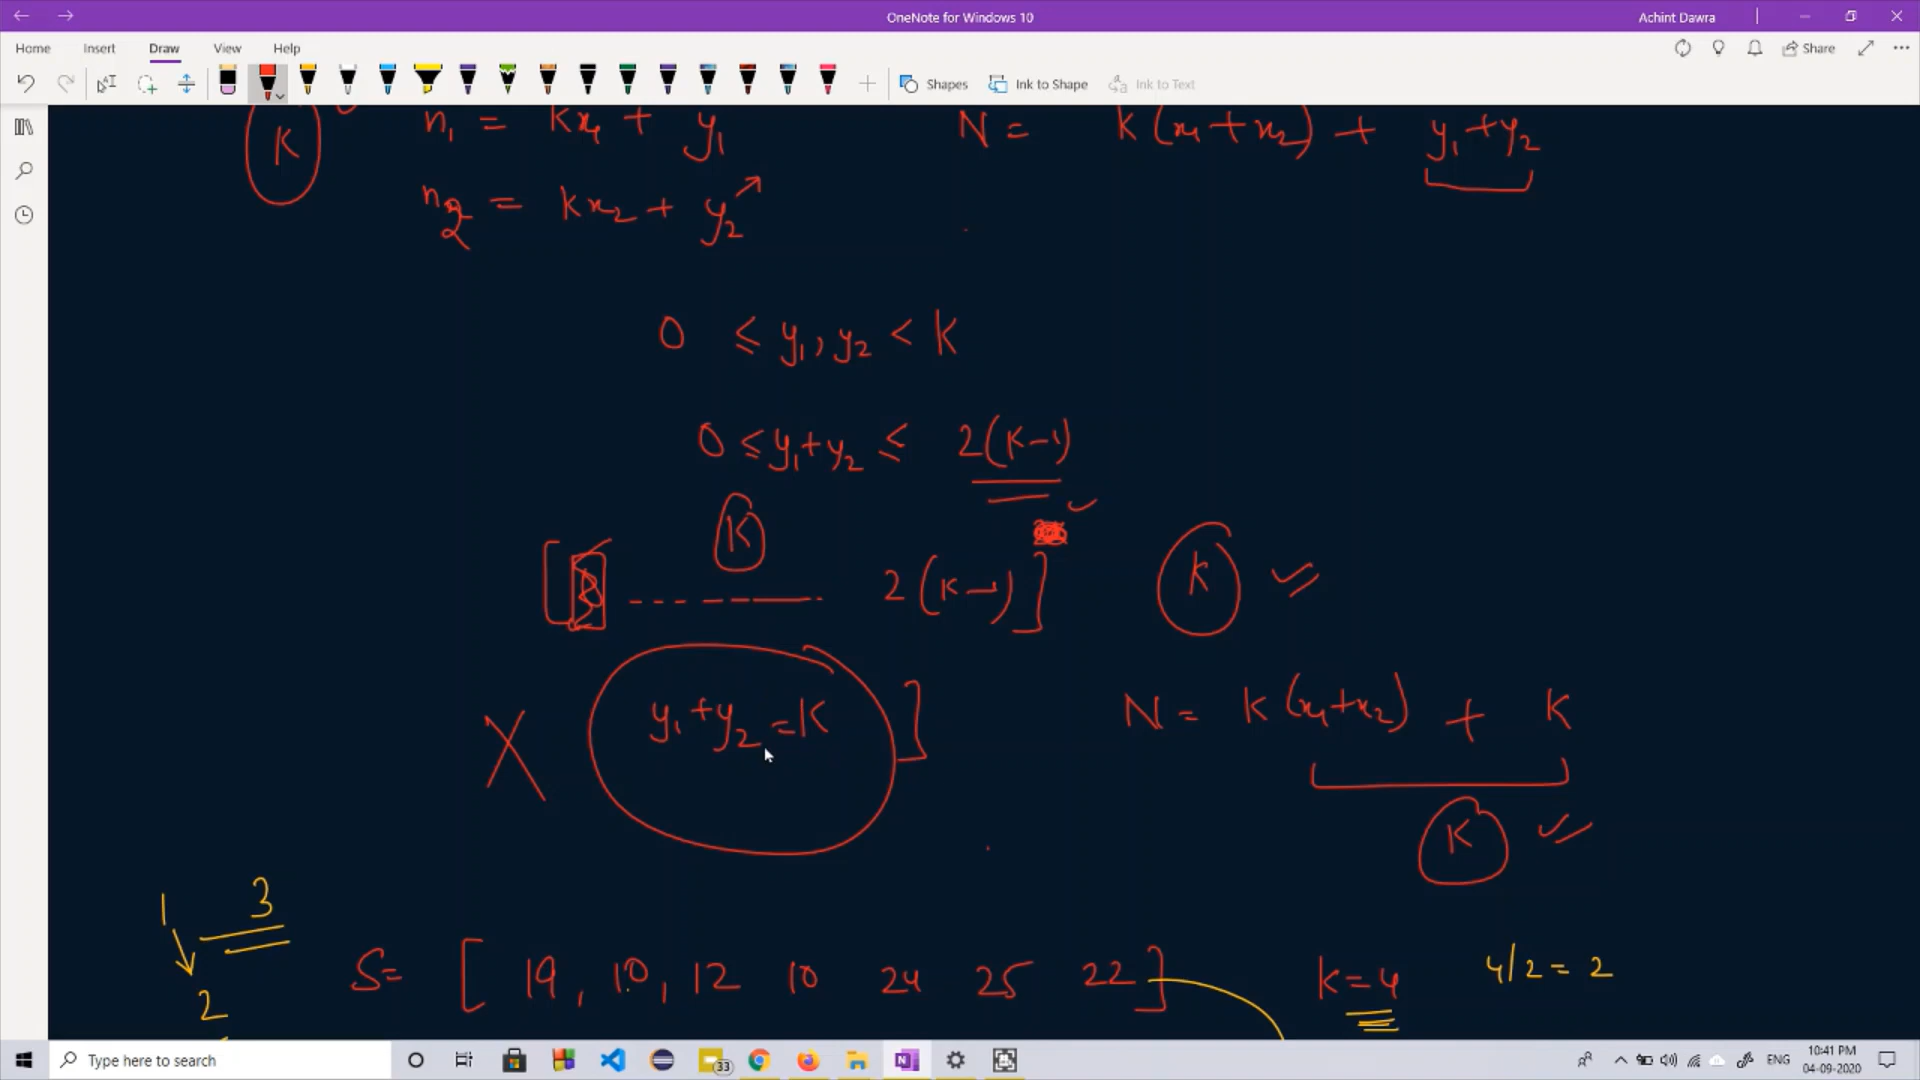 OneNote for Windows 10
Achint Dawra
Home Insert Draw View Help
Share
Shapes Ink to Shape Ink to Text
K
n₁ = Kx₁ + y₁
N = K(x₁+x₂) + y₁+y₂
n₂ = Kx₂ + y₂
0 ≤ y₁, y₂ < K
0 ≤ y₁+y₂ ≤ 2(K-1)
K
[ ------ 2(K-1)]
K
X y₁+y₂=K ]
N = K(x₁+x₂) + K
K
1 3
2
S= [ 19, 10, 12 10 24 25 22]
k=4
4/2=2
Type here to search
33
ENG
10:41 PM
04-09-2020